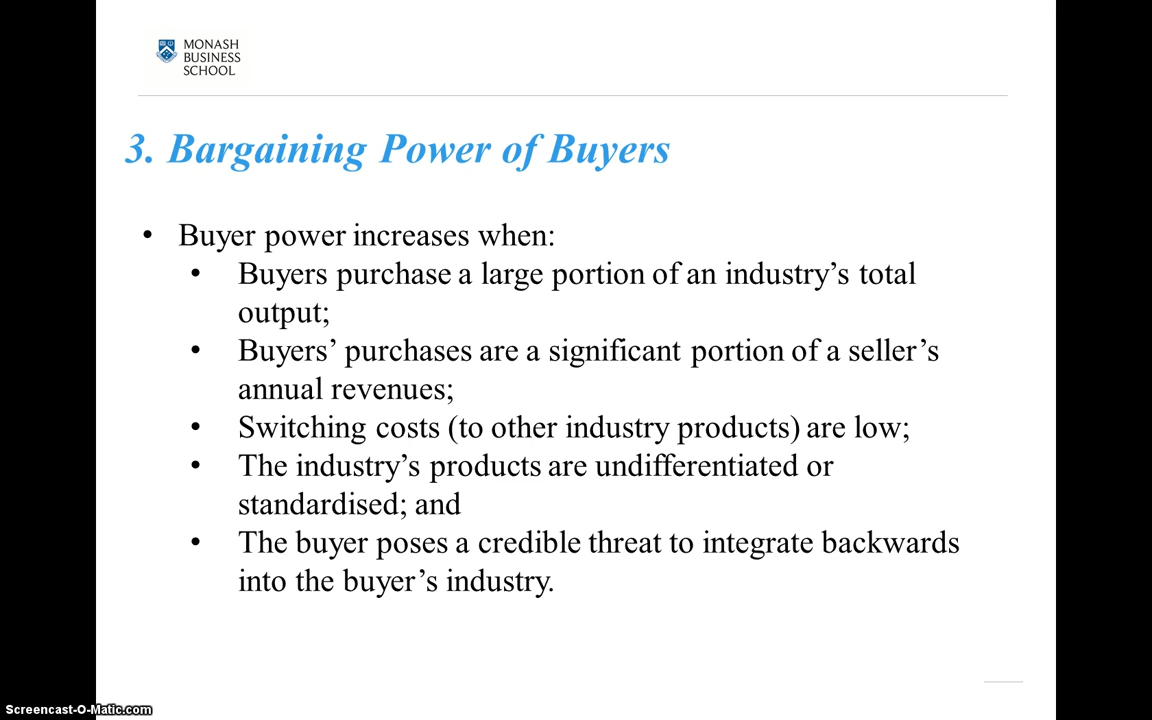 MONASH
BUSINESS
SCHOOL
3. Bargaining Power of Buyers
• Buyer power increases when:
• Buyers purchase a large portion of an industry’s total
output;
• Buyers’ purchases are a significant portion of a seller’s
annual revenues;
• Switching costs (to other industry products) are low;
• The industry’s products are undifferentiated or
standardised; and
• The buyer poses a credible threat to integrate backwards
into the buyer’s industry.
Screencast-O-Matic.com